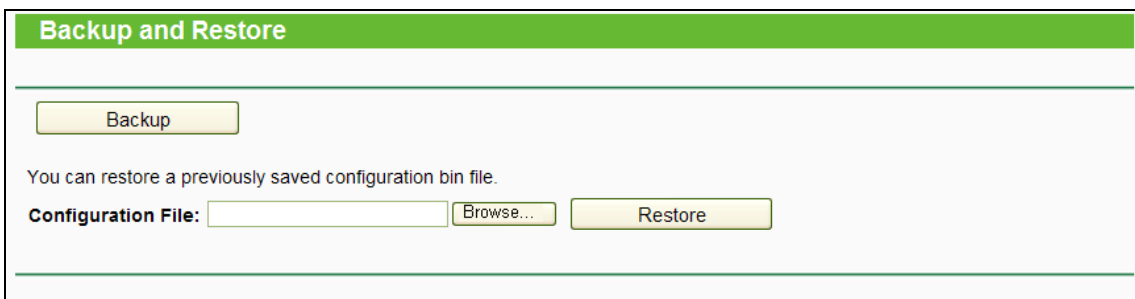 Backup and Restore
Backup
You can restore a previously saved configuration bin file.
Configuration File: Browse... Restore